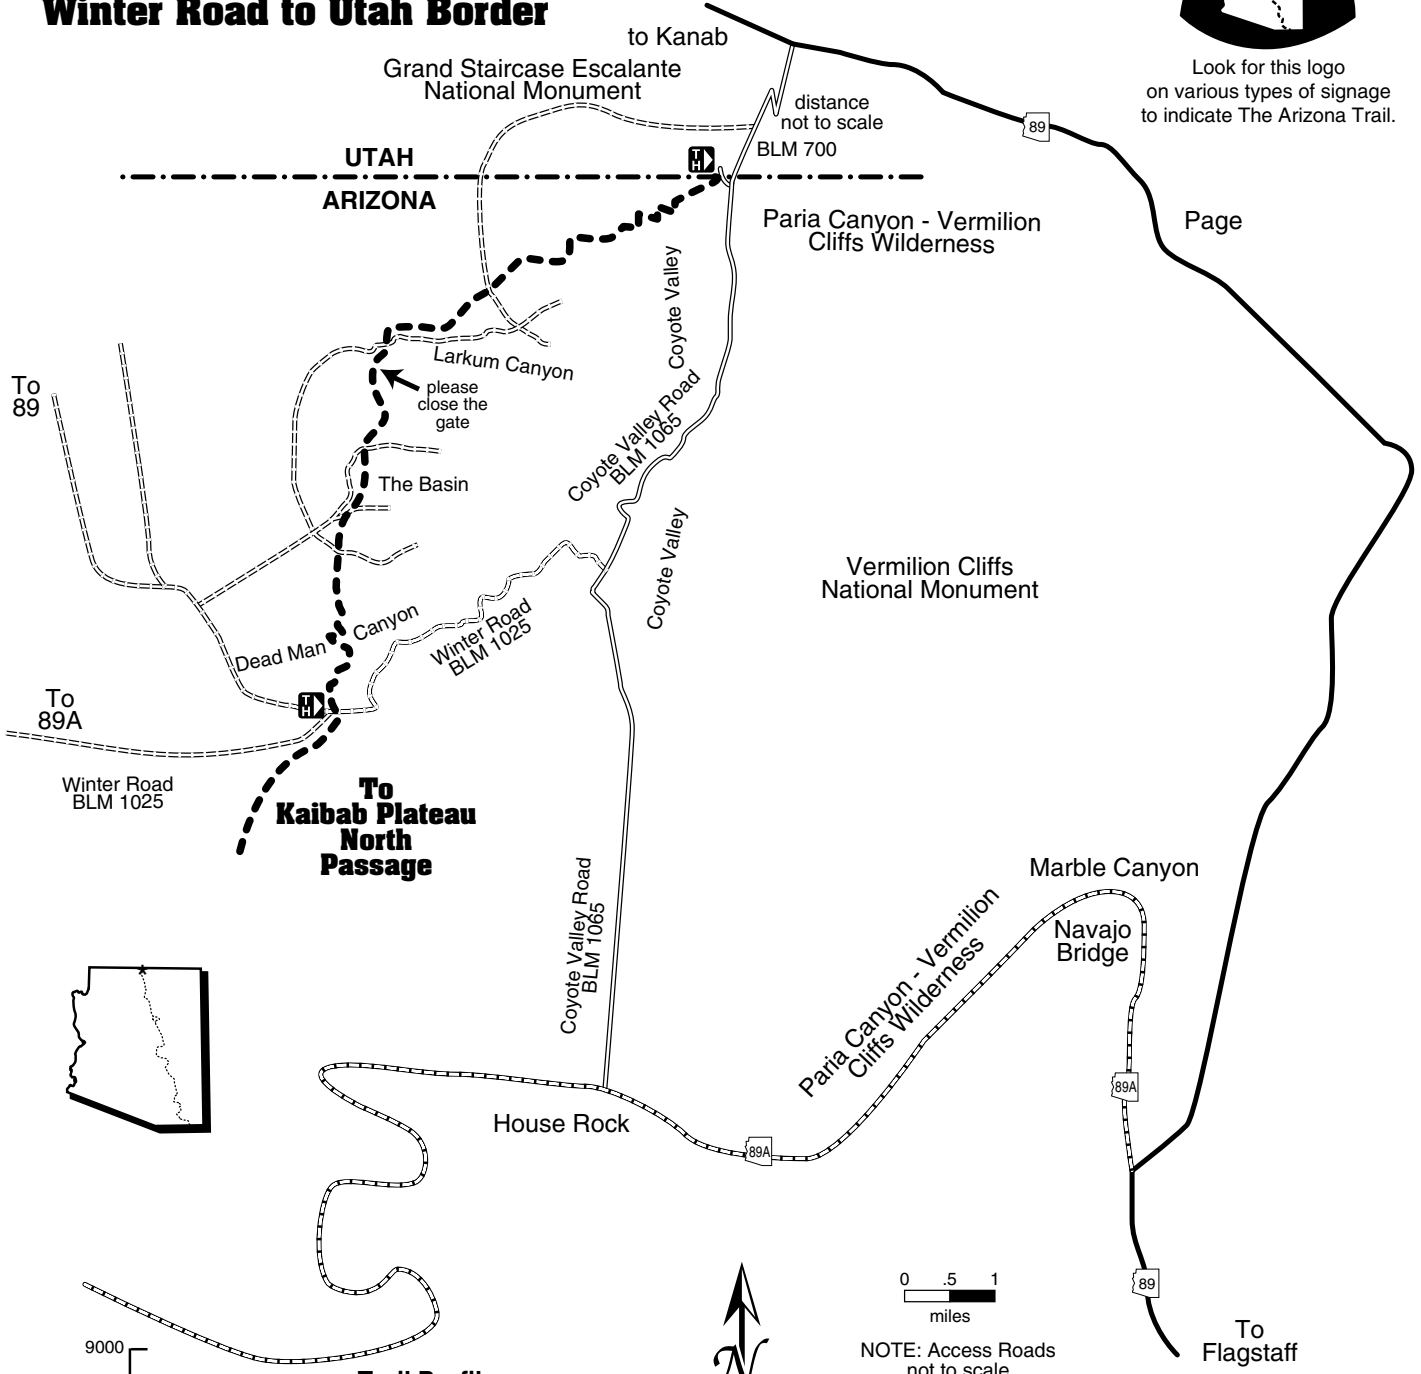 Winter Road to Utah Border
to Kanab
Grand Staircase Escalante
National Monument
distance
not to scale
BLM 700
89
Look for this logo
on various types of signage
to indicate The Arizona Trail.
UTAH
ARIZONA
TH
Paria Canyon - Vermilion
Cliffs Wilderness
Page
Coyote Valley
Larkum Canyon
please
close the
gate
To
89
Coyote Valley Road
BLM 1065
The Basin
Coyote Valley
Vermilion Cliffs
National Monument
Dead Man Canyon
Winter Road
BLM 1025
TH
To
89A
Winter Road
BLM 1025
To
Kaibab Plateau
North
Passage
Coyote Valley Road
BLM 1065
Marble Canyon
Navajo
Bridge
Paria Canyon - Vermilion
Cliffs Wilderness
89A
House Rock
89A
89
0 .5 1
miles
NOTE: Access Roads
not to scale
To
Flagstaff
N
9000